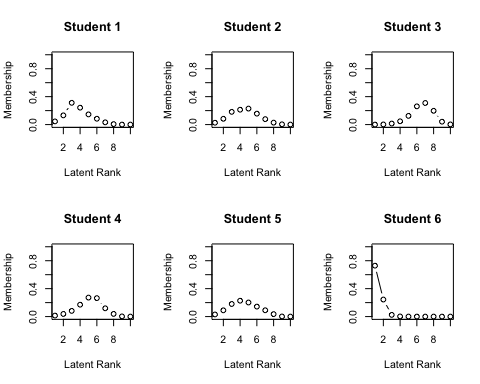 Student 1
Membership
0.0 0.4 0.8
2 4 6 8
Latent Rank
Student 2
Membership
0.0 0.4 0.8
2 4 6 8
Latent Rank
Student 3
Membership
0.0 0.4 0.8
2 4 6 8
Latent Rank
Student 4
Membership
0.0 0.4 0.8
2 4 6 8
Latent Rank
Student 5
Membership
0.0 0.4 0.8
2 4 6 8
Latent Rank
Student 6
Membership
0.0 0.4 0.8
2 4 6 8
Latent Rank